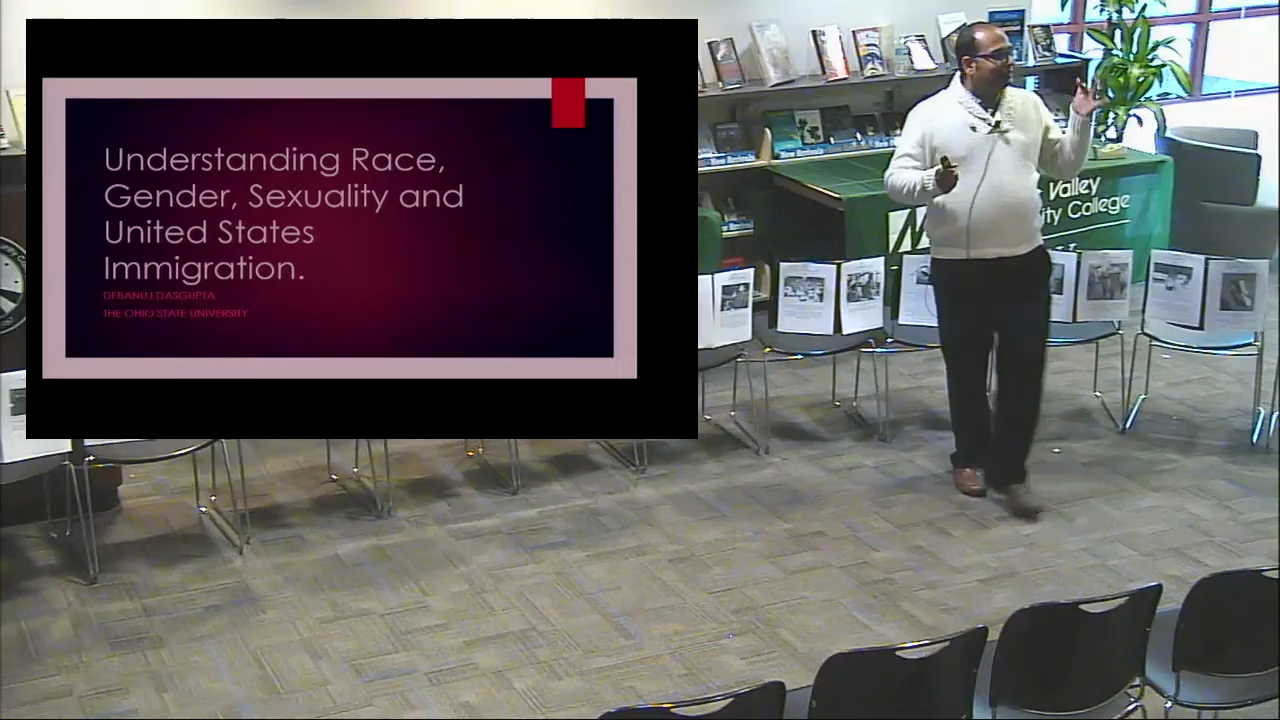 Understanding Race,
Gender, Sexuality and
United States
Immigration.
DEBANUJ DASGUPTA
THE OHIO STATE UNIVERSITY
Valley
ity College